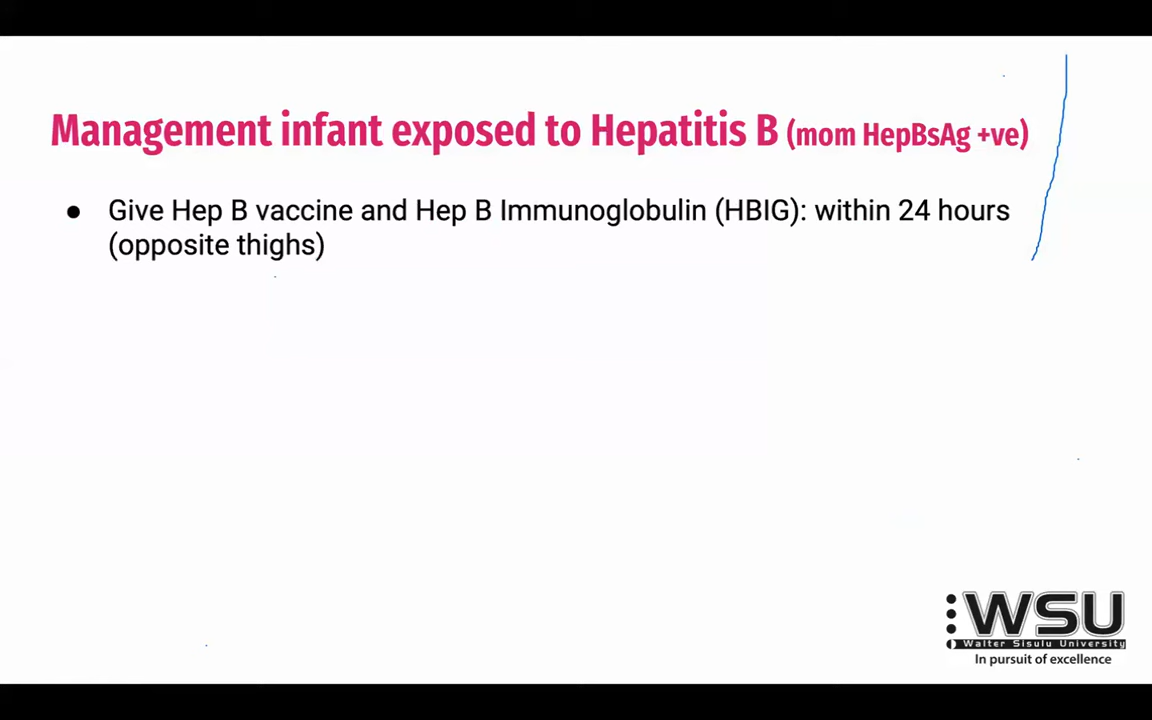 Management infant exposed to Hepatitis B (mom HepBsAg +ve)
● Give Hep B vaccine and Hep B Immunoglobulin (HBIG): within 24 hours
(opposite thighs)
WSU
Walter Sisulu University
In pursuit of excellence